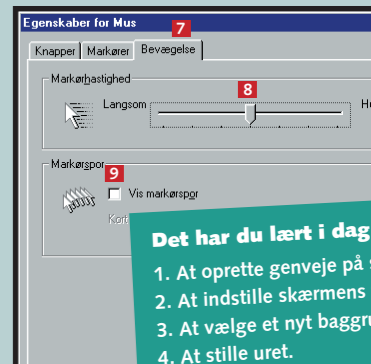 Egenskaber for Mus
7
Knapper
Markører
Bevægelse
Markørhastighed
8
Langsom
Markørspor
9
Vis markørspor
Det har du lært i dag
1. At oprette genveje på
2. At indstille skærmens
3. At vælge et nyt
4. At stille uret.